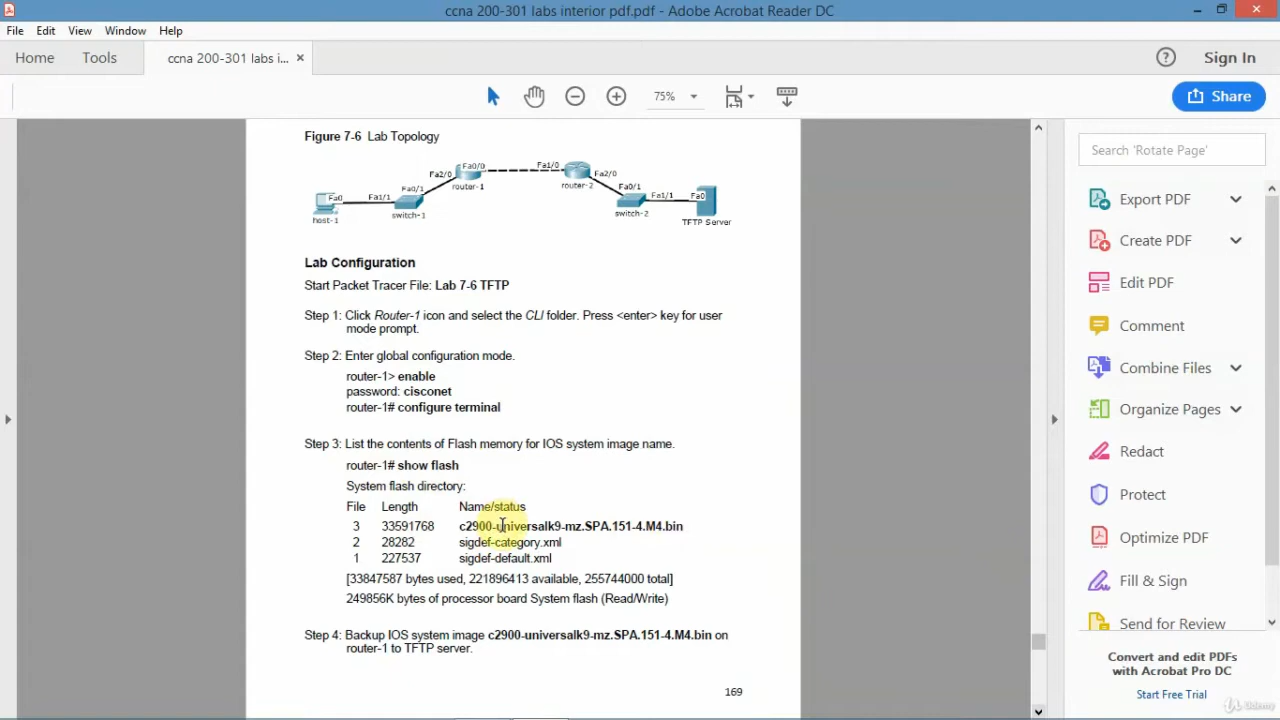 ccna 200-301 labs interior pdf.pdf - Adobe Acrobat Reader DC
File Edit View Window Help
Home Tools ccna 200-301 labs i... × Sign In
75% Share
Figure 7-6 Lab Topology
Fa0/0 Fa1/0
Fa2/0 Fa2/0
router-1 router-2
Fa0 Fa1/1 Fa0/1 Fa0/1 Fa1/1 Fa0
host-1 switch-1 switch-2 TFTP Server
Lab Configuration
Start Packet Tracer File: Lab 7-6 TFTP
Step 1: Click Router-1 icon and select the CLI folder. Press <enter> key for user
mode prompt.
Step 2: Enter global configuration mode.
router-1> enable
password: cisconet
router-1# configure terminal
Step 3: List the contents of Flash memory for IOS system image name.
router-1# show flash
System flash directory:
File Length Name/status
3 33591768 c2900-universalk9-mz.SPA.151-4.M4.bin
2 28282 sigdef-category.xml
1 227537 sigdef-default.xml
[33847587 bytes used, 221896413 available, 255744000 total]
249856K bytes of processor board System flash (Read/Write)
Step 4: Backup IOS system image c2900-universalk9-mz.SPA.151-4.M4.bin on
router-1 to TFTP server.
169
Search 'Rotate Page'
Export PDF
Create PDF
Edit PDF
Comment
Combine Files
Organize Pages
Redact
Protect
Optimize PDF
Fill & Sign
Send for Review
Convert and edit PDFs
with Acrobat Pro DC
Start Free Trial
Udemy